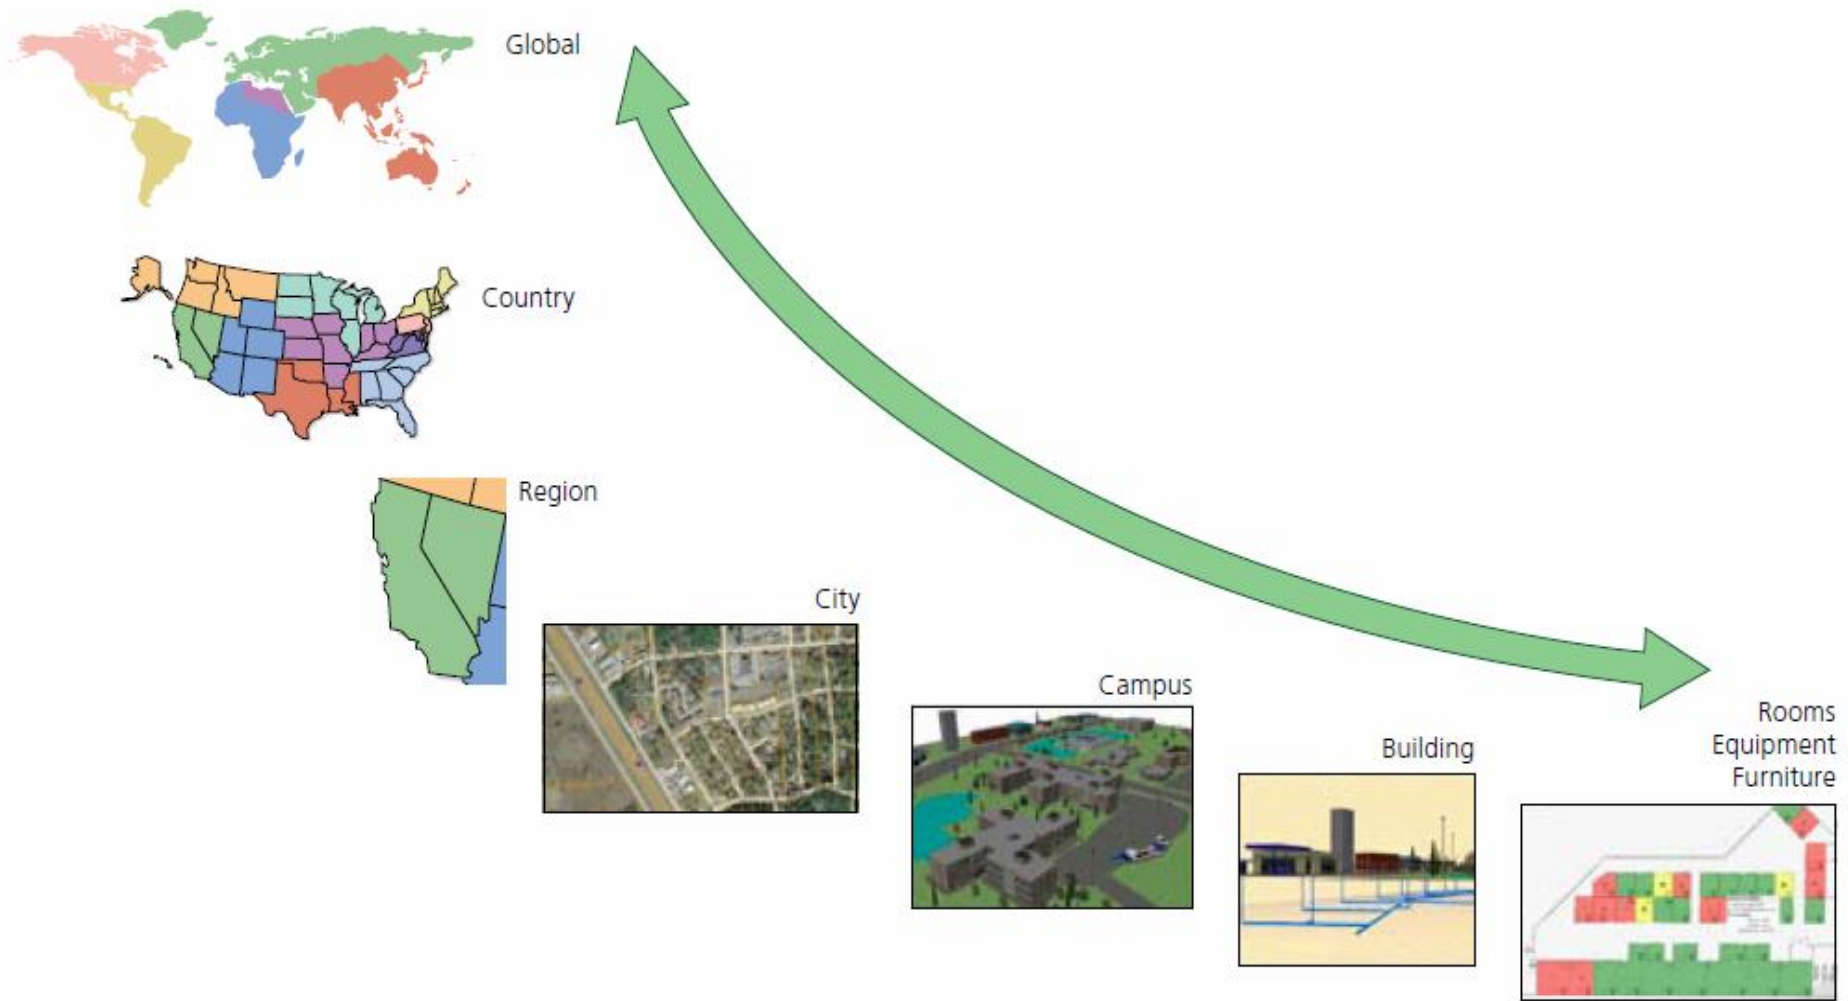 Global
Country
Region
City
Campus
Building
Rooms
Equipment
Furniture